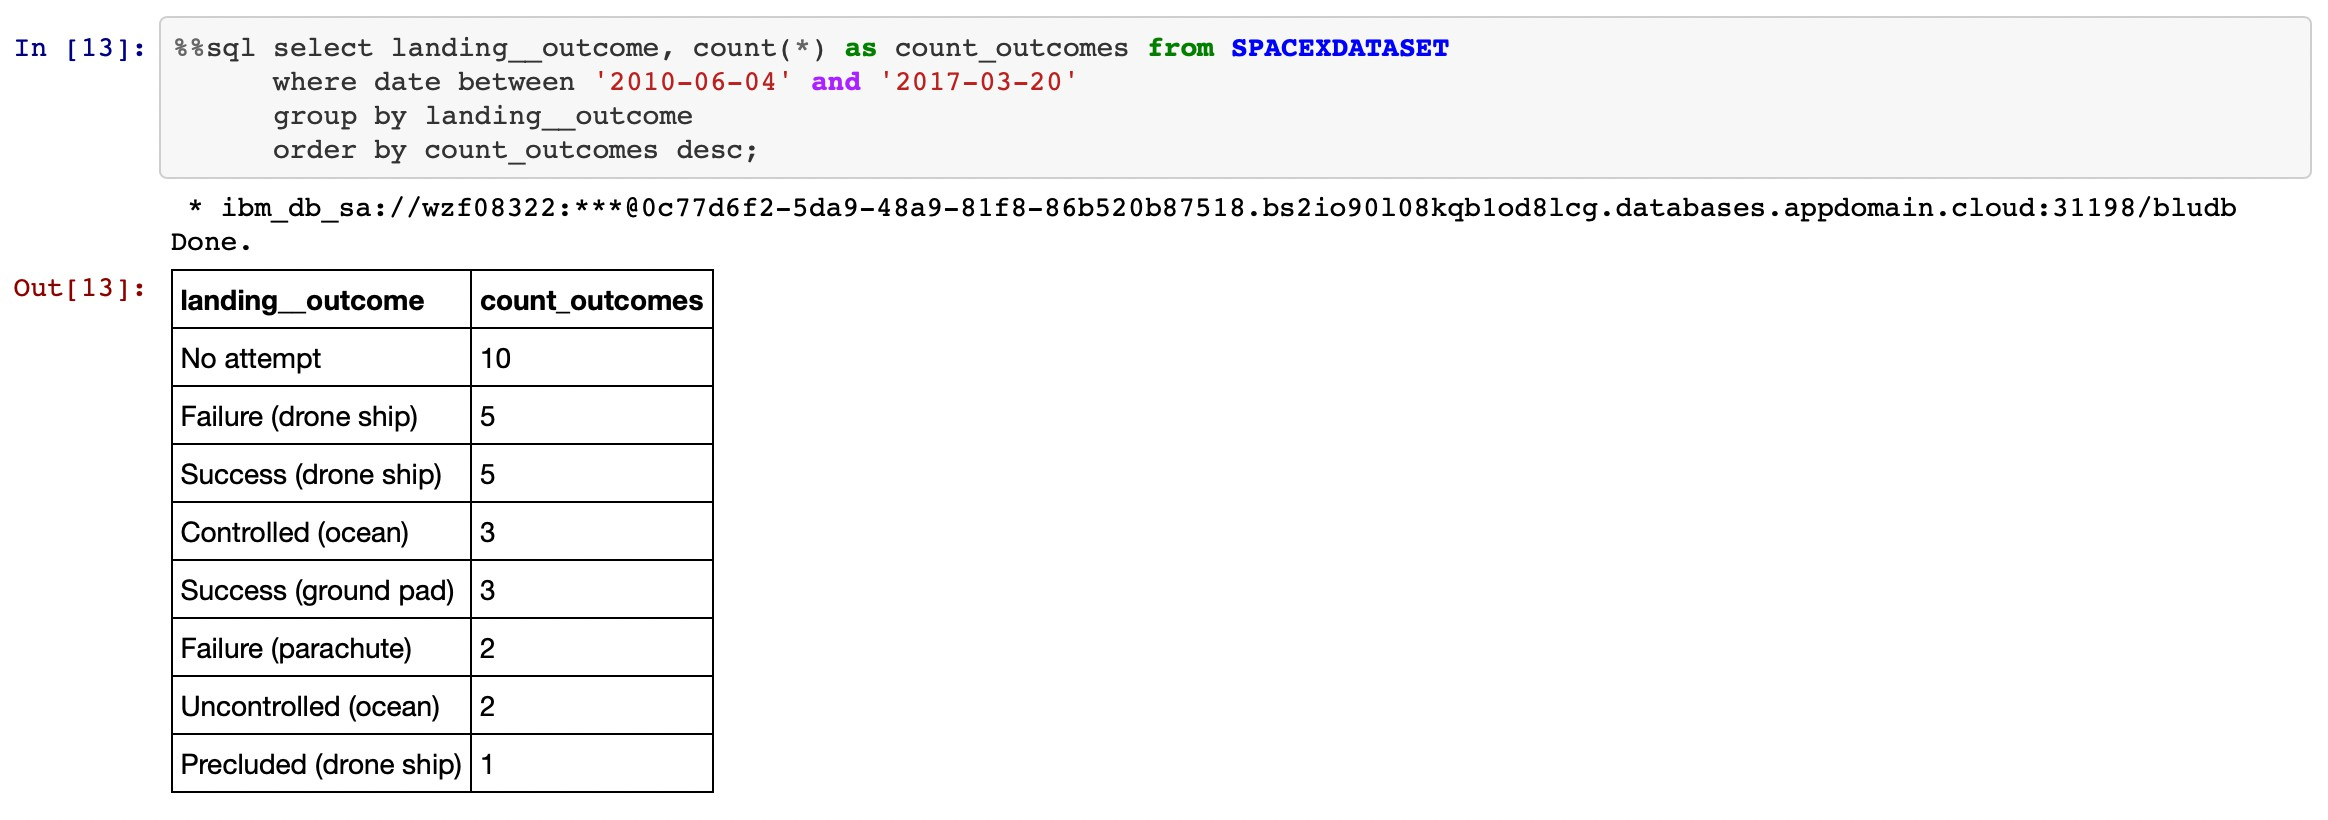 In [13]: %%sql select landing__outcome, count(*) as count_outcomes from SPACEXDATASET
where date between '2010-06-04' and '2017-03-20'
group by landing__outcome
order by count_outcomes desc;
* ibm_db_sa://wzf08322:***@0c77d6f2-5da9-48a9-81f8-86b520b87518.bs2io90l08kqb1od8lcg.databases.appdomain.cloud:31198/bludb
Done.
Out[13]:
landing__outcome count_outcomes
No attempt 10
Failure (drone ship) 5
Success (drone ship) 5
Controlled (ocean) 3
Success (ground pad) 3
Failure (parachute) 2
Uncontrolled (ocean) 2
Precluded (drone ship) 1